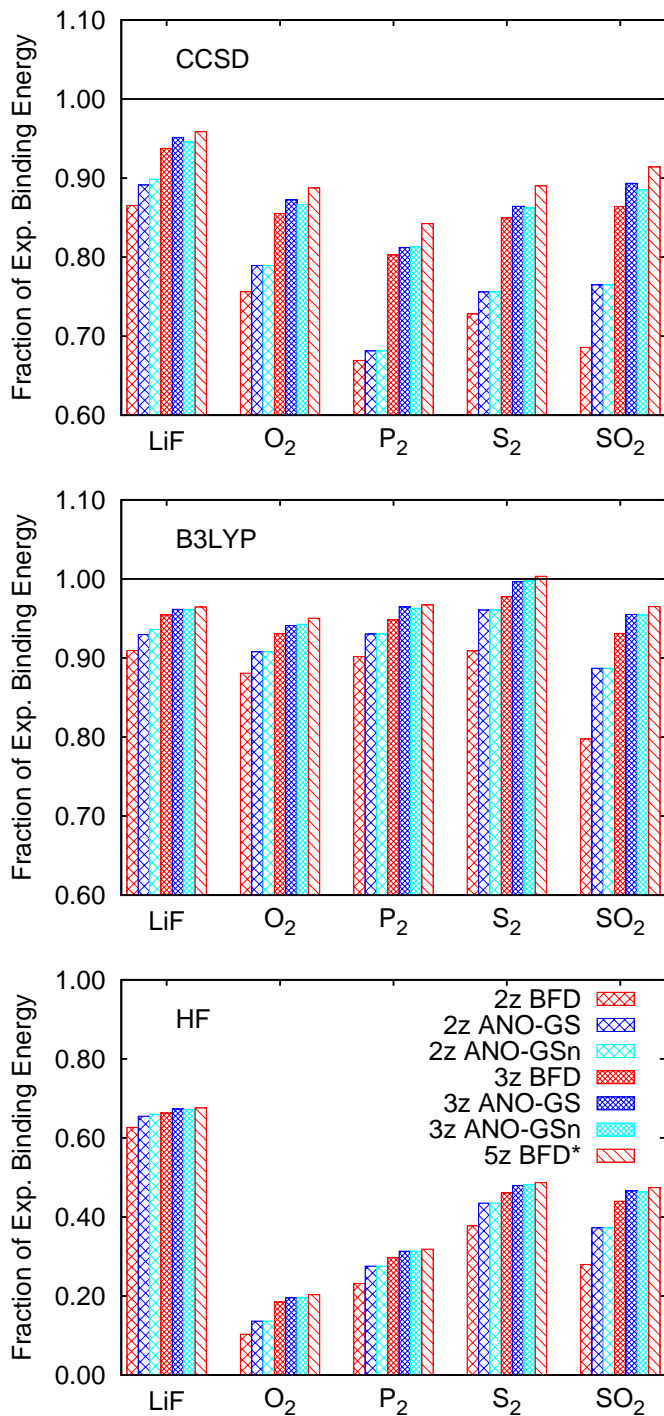 1.10
CCSD
1.00
0.90
0.80
0.70
0.60
Fraction of Exp. Binding Energy
LiF O2 P2 S2 SO2
1.10
B3LYP
1.00
0.90
0.80
0.70
0.60
Fraction of Exp. Binding Energy
LiF O2 P2 S2 SO2
1.00
HF
0.80
0.60
0.40
0.20
0.00
Fraction of Exp. Binding Energy
2z BFD
2z ANO-GS
2z ANO-GSn
3z BFD
3z ANO-GS
3z ANO-GSn
5z BFD*
LiF O2 P2 S2 SO2